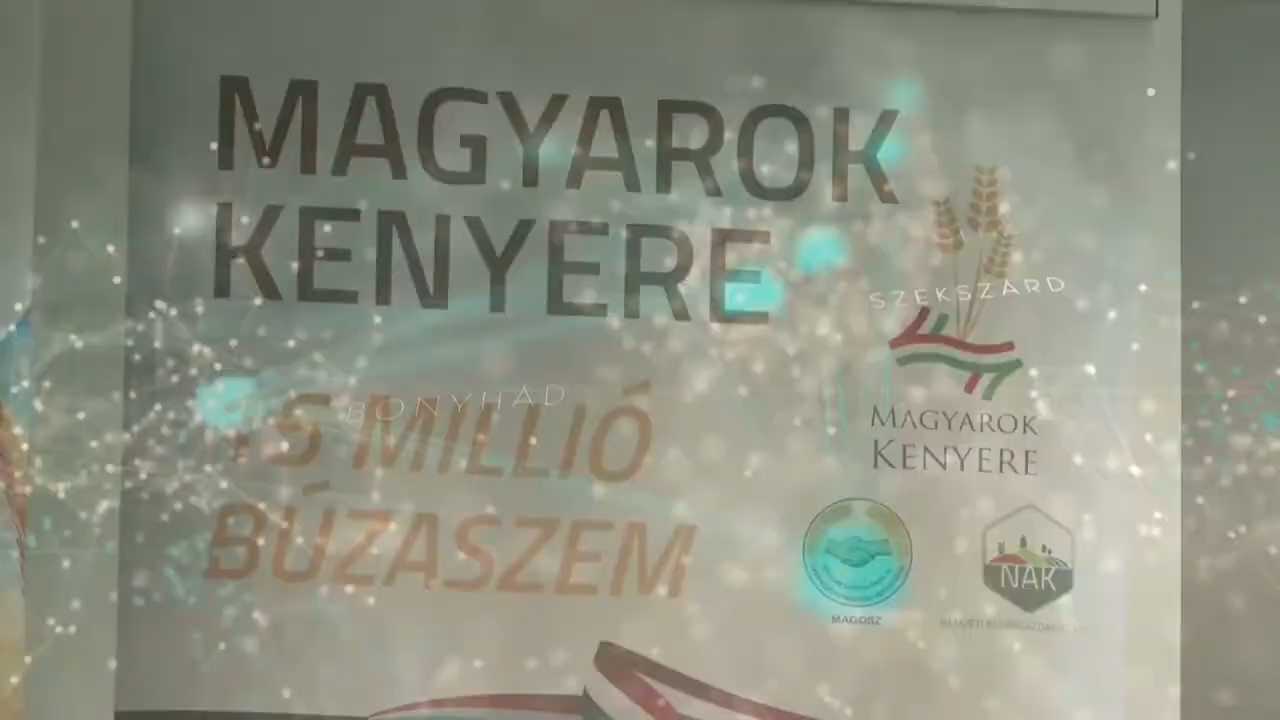 MAGYAROK
KENYERE
SZEKSZÁRD
BONYHÁD
15 MILLIÓ
BÚZASZEM
MAGYAROK
KENYERE
NAK
MAGOSZ